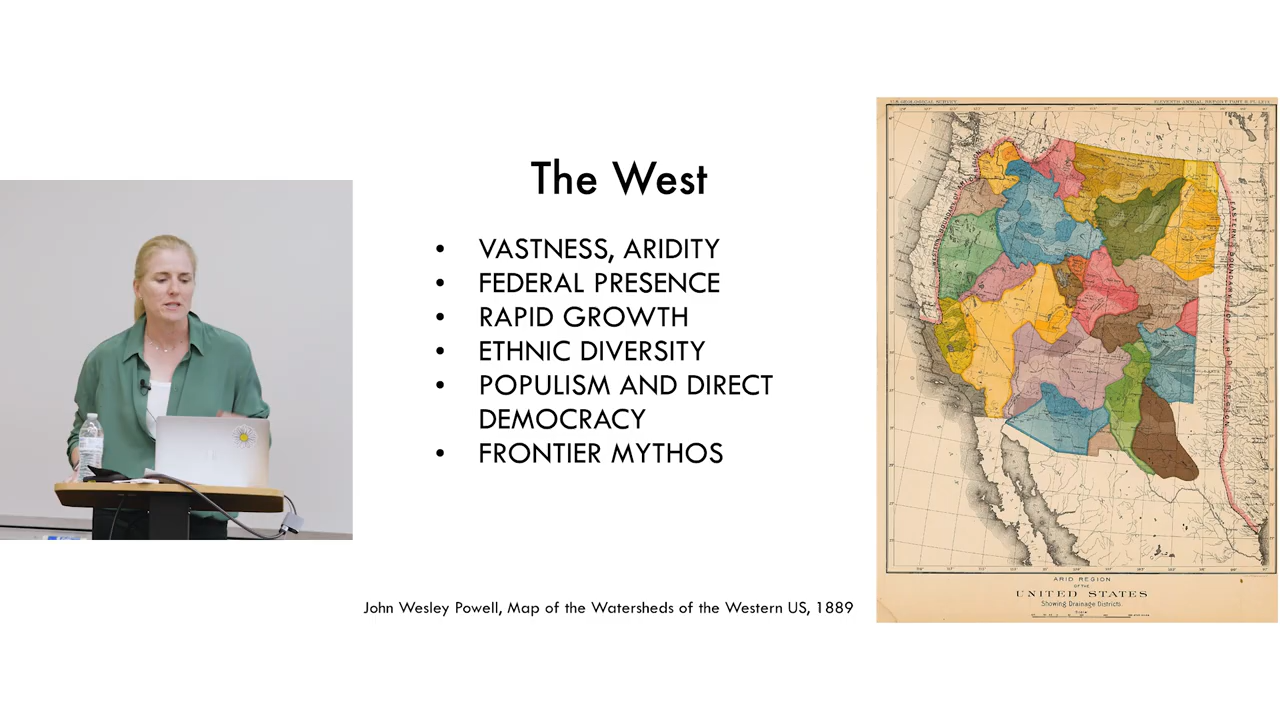 The West
• VASTNESS, ARIDITY
• FEDERAL PRESENCE
• RAPID GROWTH
• ETHNIC DIVERSITY
• POPULISM AND DIRECT
DEMOCRACY
• FRONTIER MYTHOS
John Wesley Powell, Map of the Watersheds of the Western US, 1889
ARID REGION
OF THE
UNITED STATES
Showing Drainage Districts.